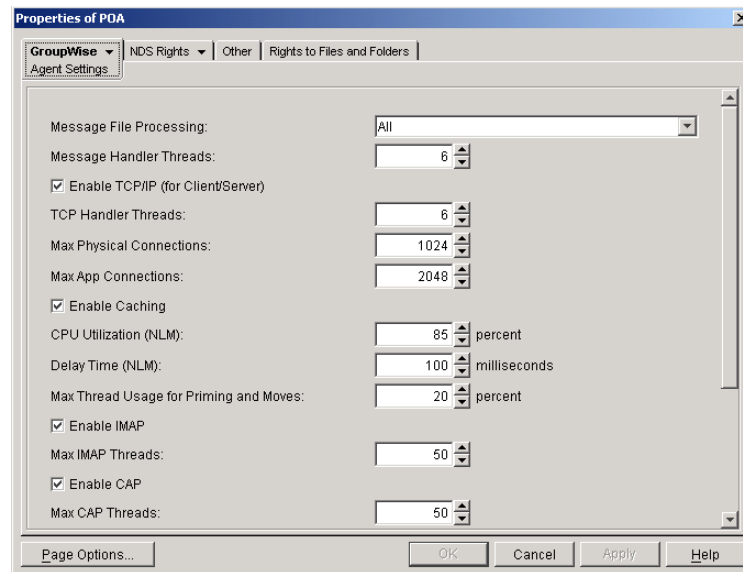 Properties of POA
GroupWise NDS Rights Other Rights to Files and Folders
Agent Settings
Message File Processing: All
Message Handler Threads: 6
Enable TCP/IP (for Client/Server)
TCP Handler Threads: 6
Max Physical Connections: 1024
Max App Connections: 2048
Enable Caching
CPU Utilization (NLM): 85 percent
Delay Time (NLM): 100 milliseconds
Max Thread Usage for Priming and Moves: 20 percent
Enable IMAP
Max IMAP Threads: 50
Enable CAP
Max CAP Threads: 50
Page Options... OK Cancel Apply Help